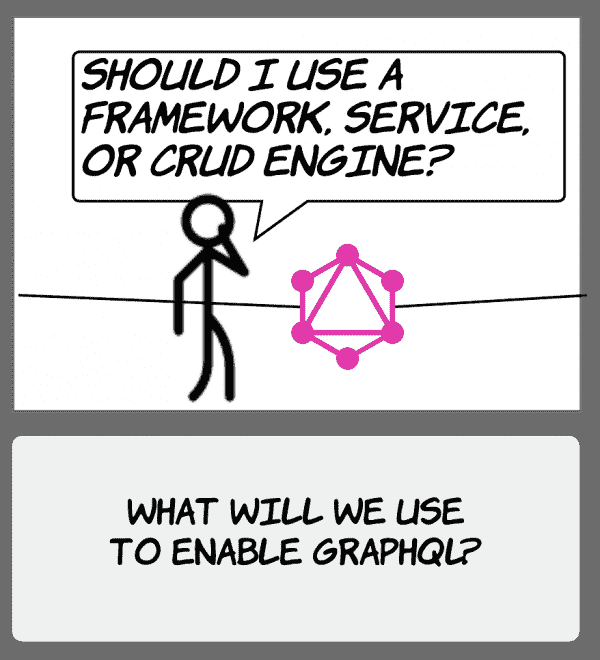 SHOULD I USE A
FRAMEWORK, SERVICE,
OR CRUD ENGINE?
WHAT WILL WE USE
TO ENABLE GRAPHQL?